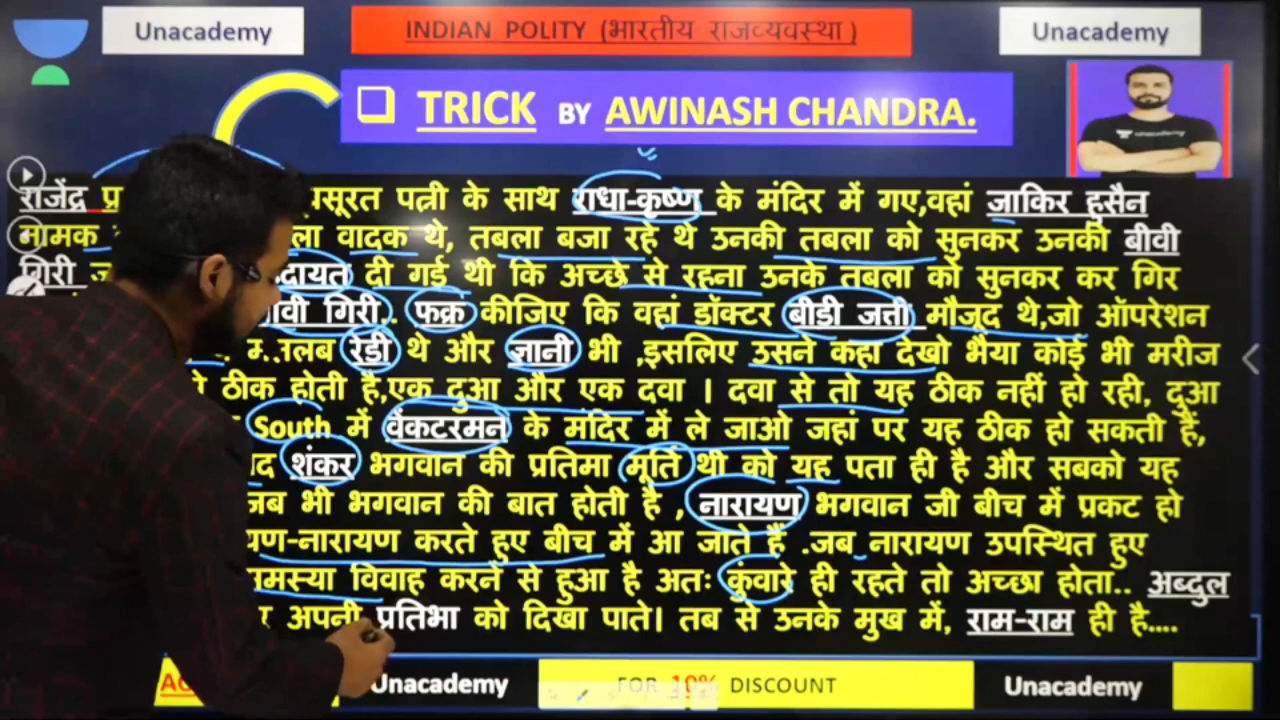 Unacademy
INDIAN POLITY (भारतीय राजव्यवस्था)
Unacademy
TRICK BY AWINASH CHANDRA.
unacademy
राजेंद्र पत्नी के साथ राधा-कृष्ण के मंदिर में गए,वहां जाकिर हुसैन
वादक थे, तबला बजा रहे थे उनकी तबला को सुनकर उनकी बीवी
गिरी दी गई थी कि अच्छे से रहना उनके तबला को सुनकर कर गिर
गिरी.. फक्र कीजिए कि वहां डॉक्टर बीडी जत्ती मौजूद थे,जो ऑपरेशन
रेडी थे और ज्ञानी भी ,इसलिए उसने कहा देखो भैया कोई भी मरीज
ठीक होती है,एक दुआ और एक दवा । दवा से तो यह ठीक नहीं हो रही, दुआ
South में वेंकटरमन के मंदिर में ले जाओ जहां पर यह ठीक हो सकती हैं,
शंकर भगवान की प्रतिमा मूर्ति थी को यह पता ही है और सबको यह
जब भी भगवान की बात होती है , नारायण भगवान जी बीच में प्रकट हो
नारायण करते हुए बीच में आ जाते हैं .जब नारायण उपस्थित हुए
विवाह करने से हुआ है अतः कुंवारे ही रहते तो अच्छा होता.. अब्दुल
अपनी प्रतिभा को दिखा पाते। तब से उनके मुख में, राम-राम ही है....
Unacademy
FOR 10% DISCOUNT
Unacademy